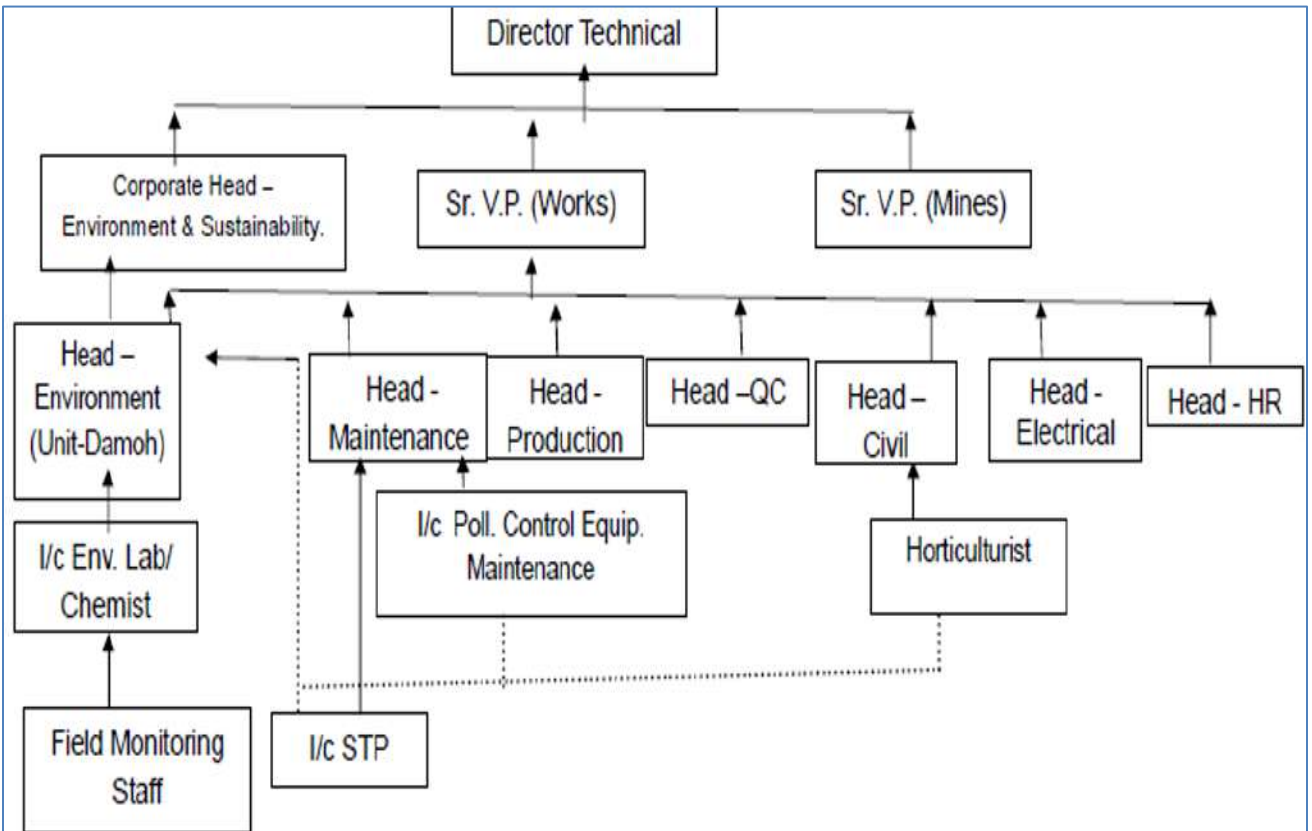 Director Technical
Corporate Head –
Environment & Sustainability.
Sr. V.P. (Works)
Sr. V.P. (Mines)
Head –
Environment
(Unit-Damoh)
Head -
Maintenance
Head -
Production
Head –QC
Head –
Civil
Head -
Electrical
Head - HR
I/c Env. Lab/
Chemist
I/c Poll. Control Equip.
Maintenance
Horticulturist
Field Monitoring
Staff
I/c STP